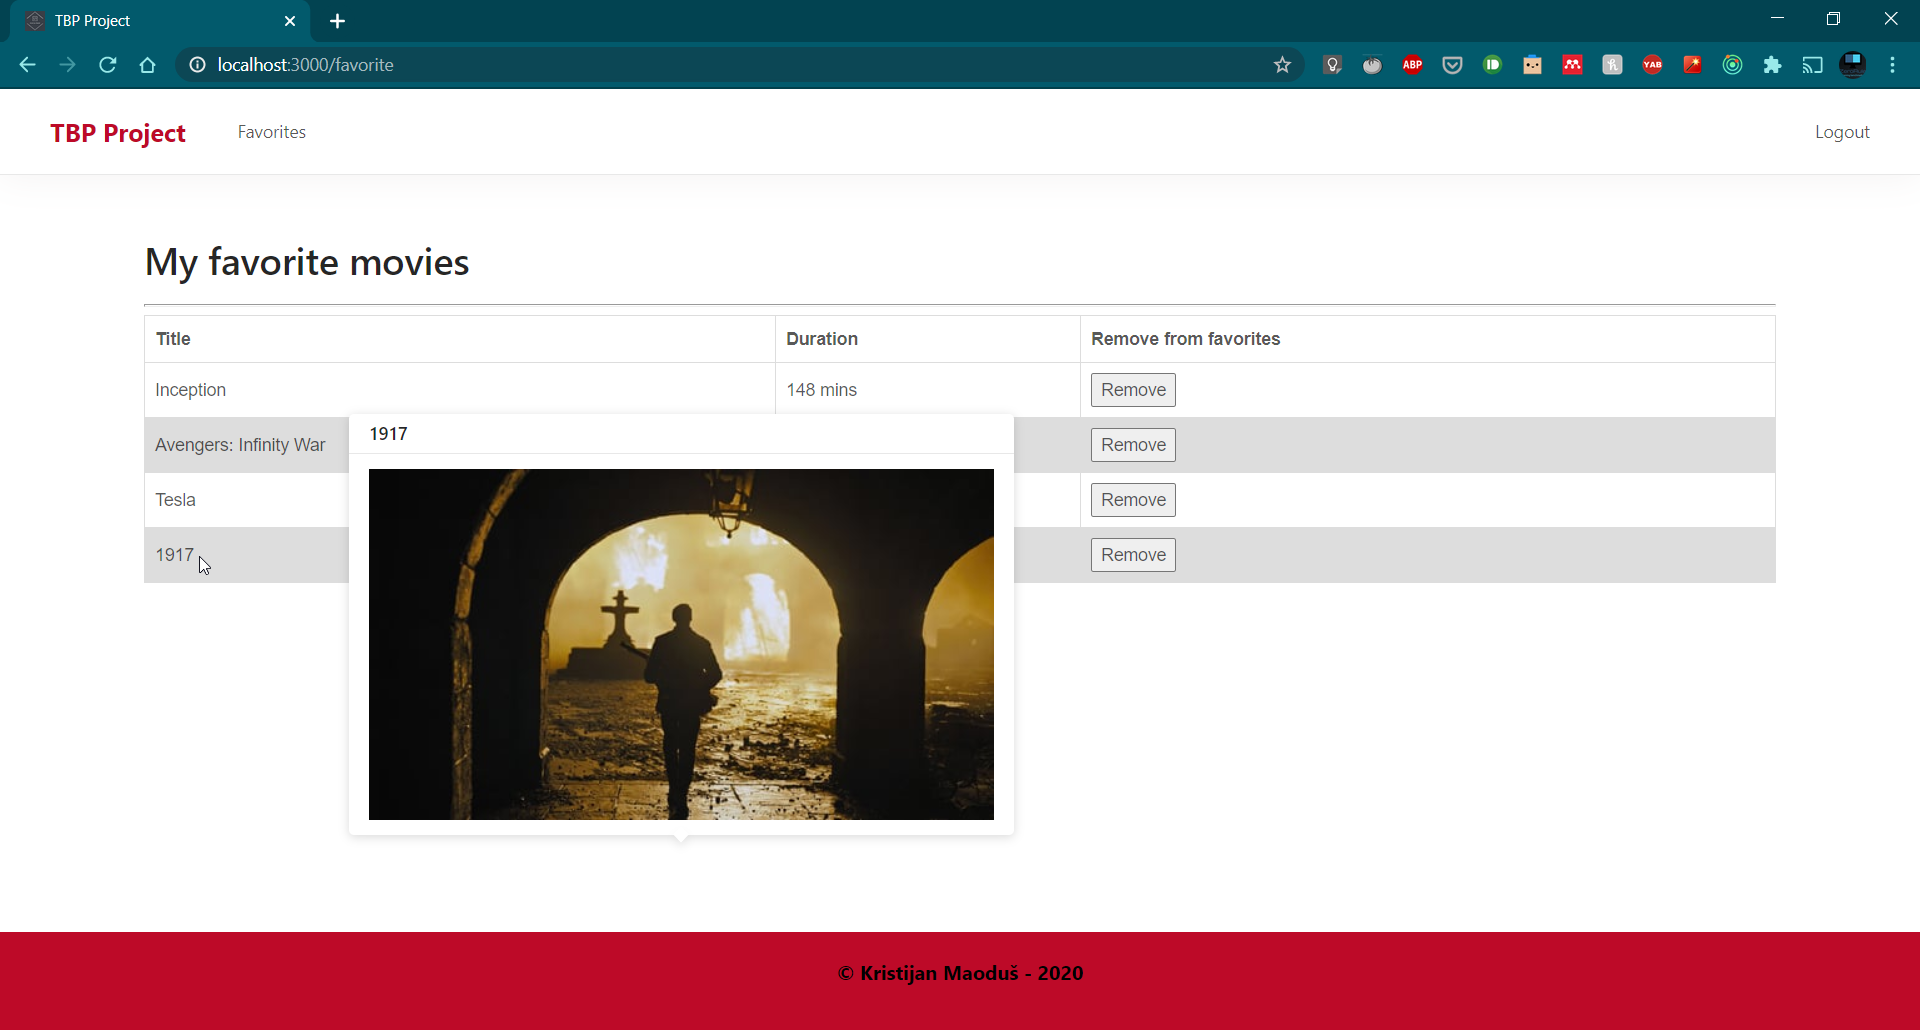 TBP Project
localhost:3000/favorite
ABP
YAB
TBP Project Favorites Logout
My favorite movies
Title Duration Remove from favorites
Inception 148 mins Remove
Avengers: Infinity War Remove
Tesla Remove
1917 Remove
1917
© Kristijan Maoduš - 2020